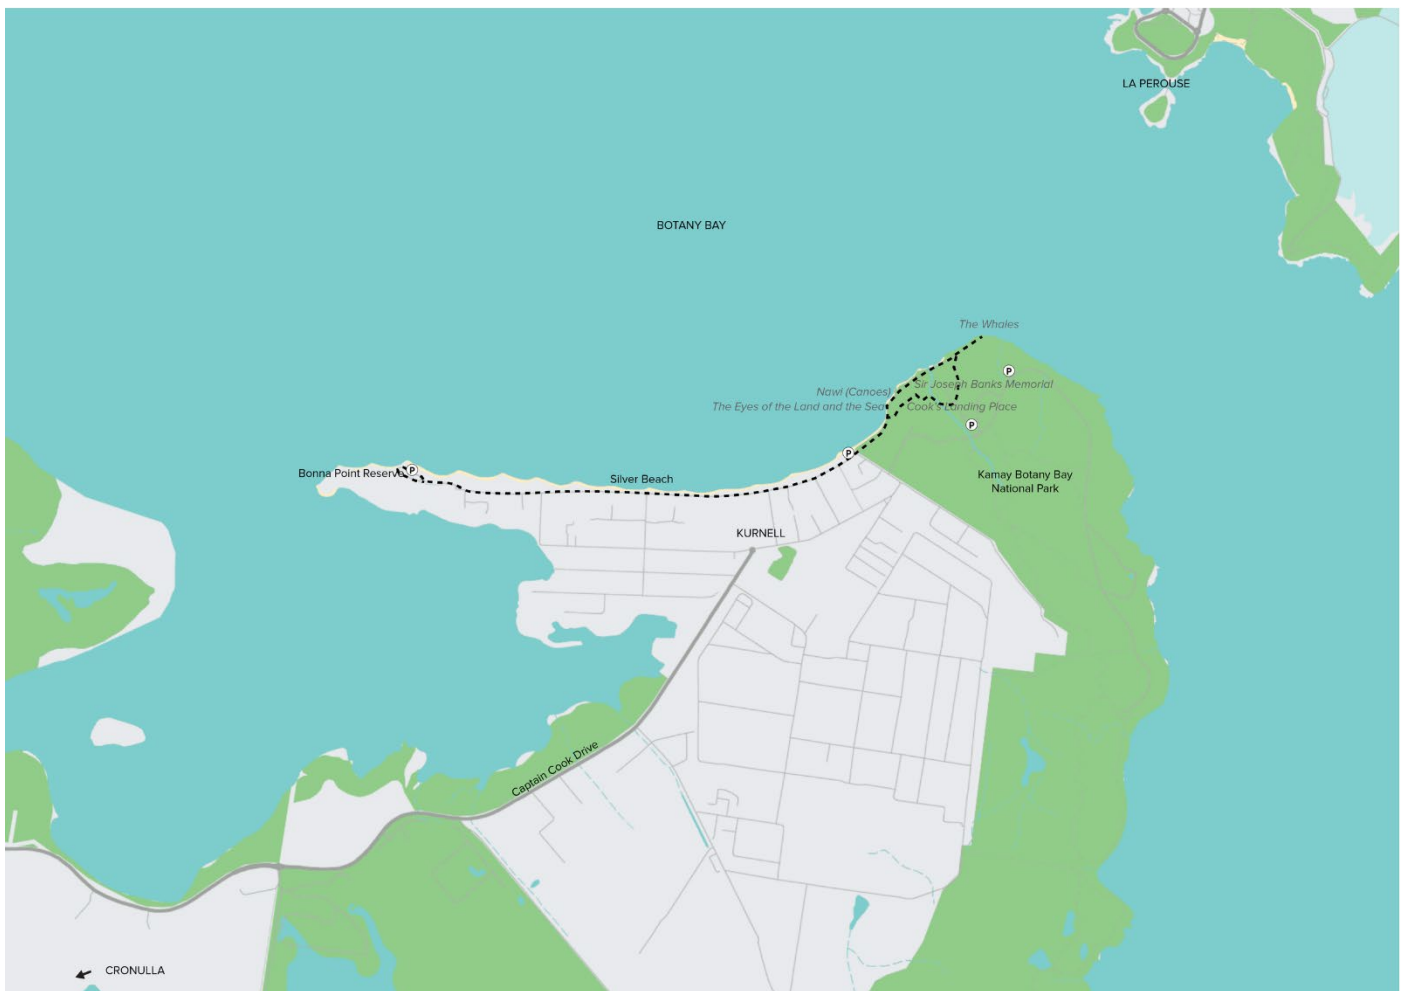 LA PEROUSE
BOTANY BAY
The Whales
P
Sir Joseph Banks Memorial
Nawi (Canoes)
The Eyes of the Land and the Sea
Cook's Landing Place
P
P
P
Bonna Point Reserve
Silver Beach
Kamay Botany Bay
National Park
KURNELL
Captain Cook Drive
CRONULLA